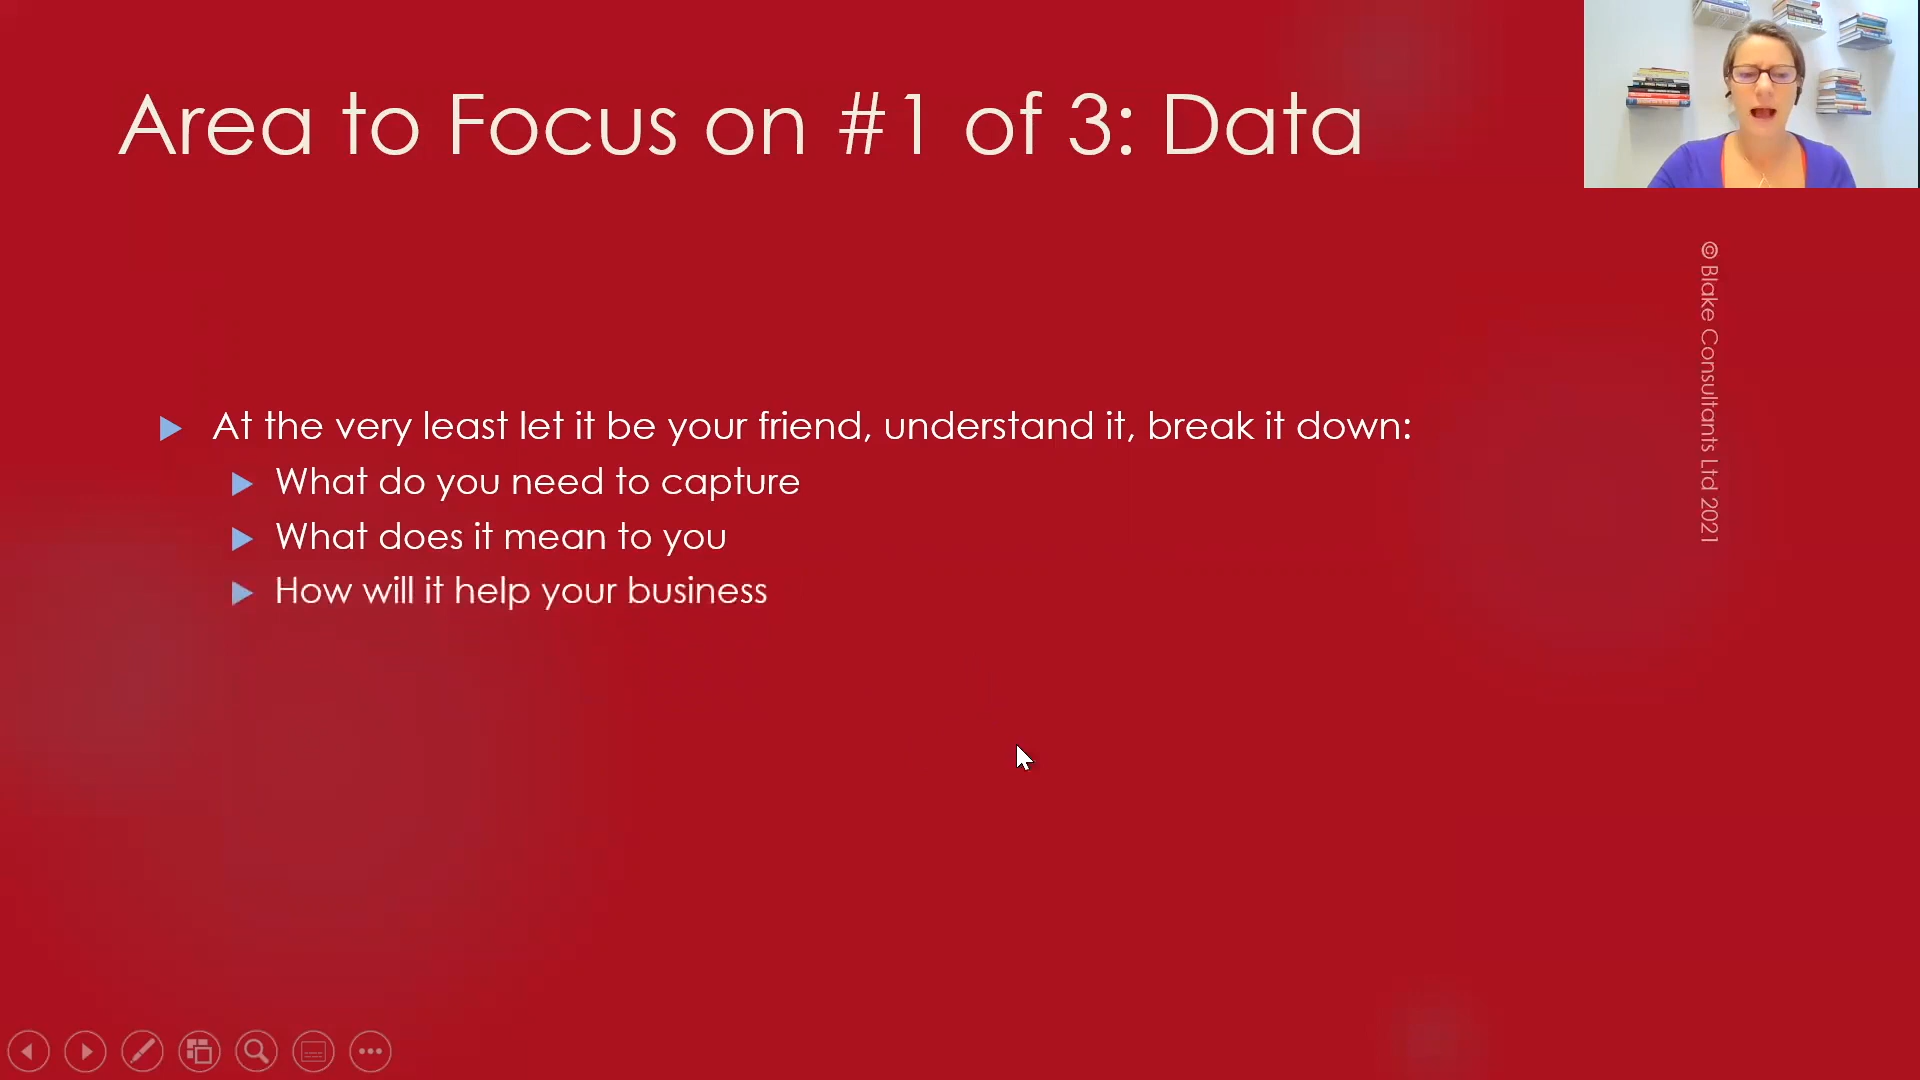 Area to Focus on #1 of 3: Data
At the very least let it be your friend, understand it, break it down:
What do you need to capture
What does it mean to you
How will it help your business
© Blake Consultants Ltd 2021